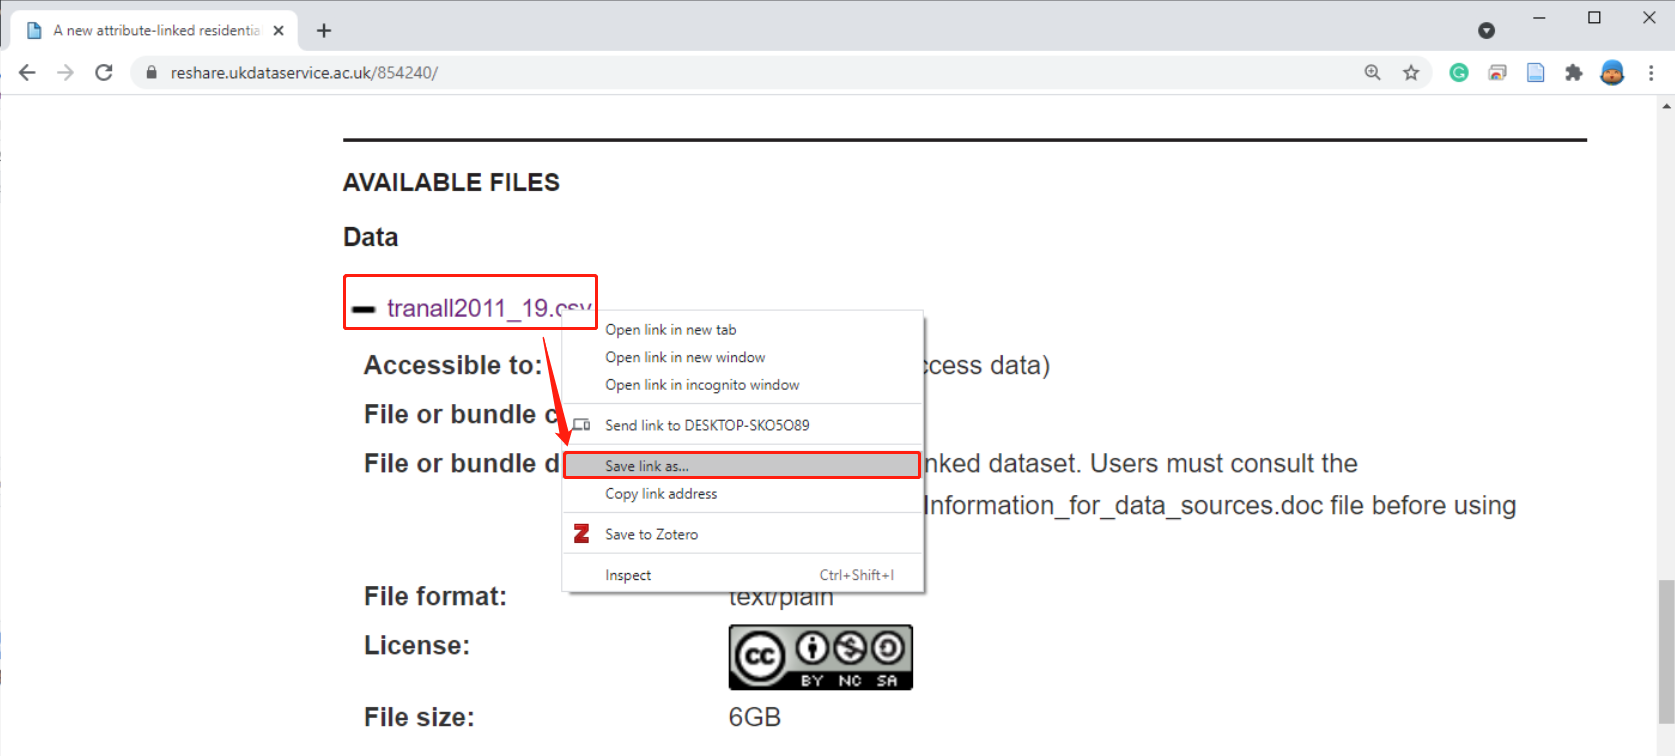 A new attribute-linked residentia
reshare.ukdataservice.ac.uk/854240/
AVAILABLE FILES
Data
tranall2011_19.csv
Open link in new tab
Open link in new window
Accessible to: ccess data)
Open link in incognito window
File or bundle c
Send link to DESKTOP-SKO5O89
File or bundle d nked dataset. Users must consult the
Save link as...
Copy link address
Information_for_data_sources.doc file before using
Z Save to Zotero
Inspect Ctrl+Shift+I
File format: text/plain
License: cc BY NC SA
File size: 6GB